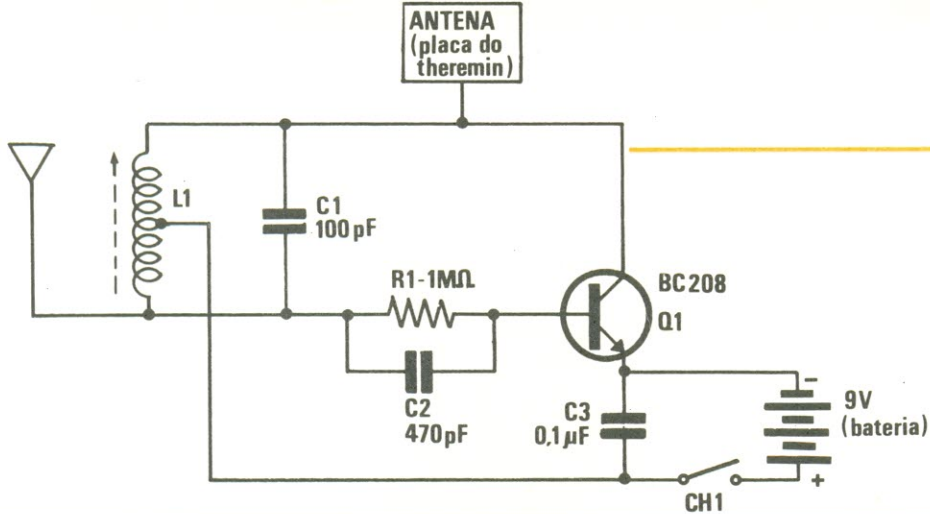 ANTENA
(placa do
theremin)
L1
C1
100pF
R1-1MΩ
BC208
Q1
C2
470pF
C3
0,1µF
-
9V
(bateria)
+
CH1